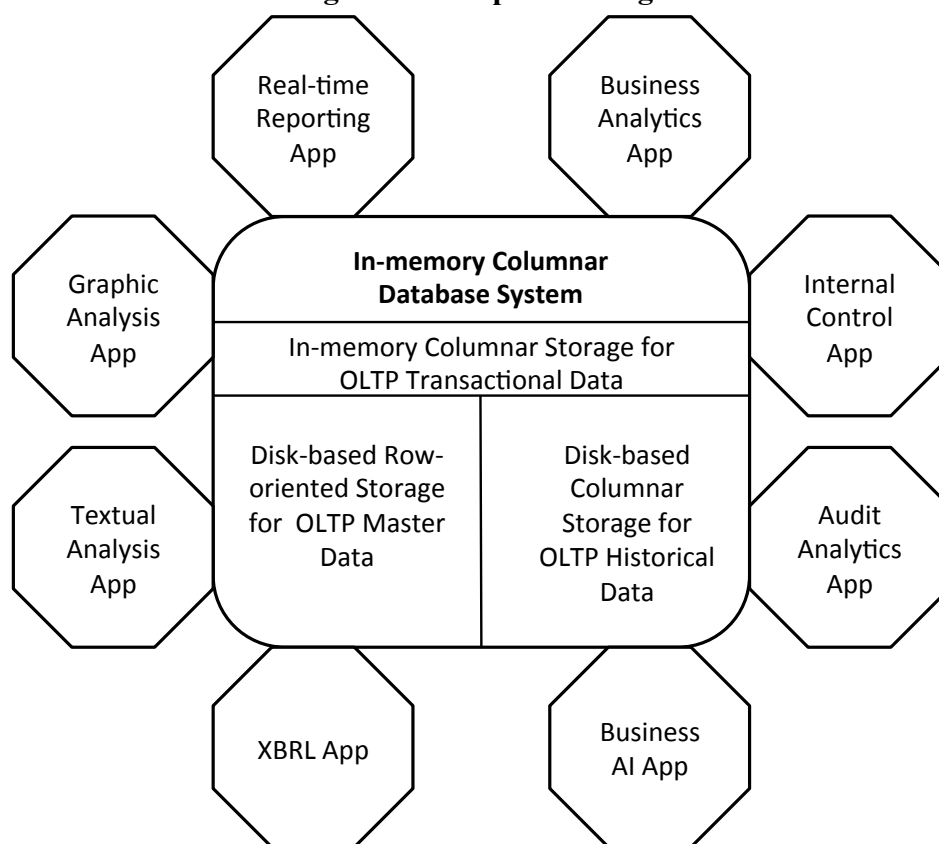 Real-time
Reporting
App
Business
Analytics
App
Graphic
Analysis
App
In-memory Columnar
Database System
Internal
Control
App
In-memory Columnar Storage for
OLTP Transactional Data
Textual
Analysis
App
Disk-based Row-
oriented Storage
for OLTP Master
Data
Disk-based
Columnar
Storage for
OLTP Historical
Data
Audit
Analytics
App
XBRL App
Business
AI App